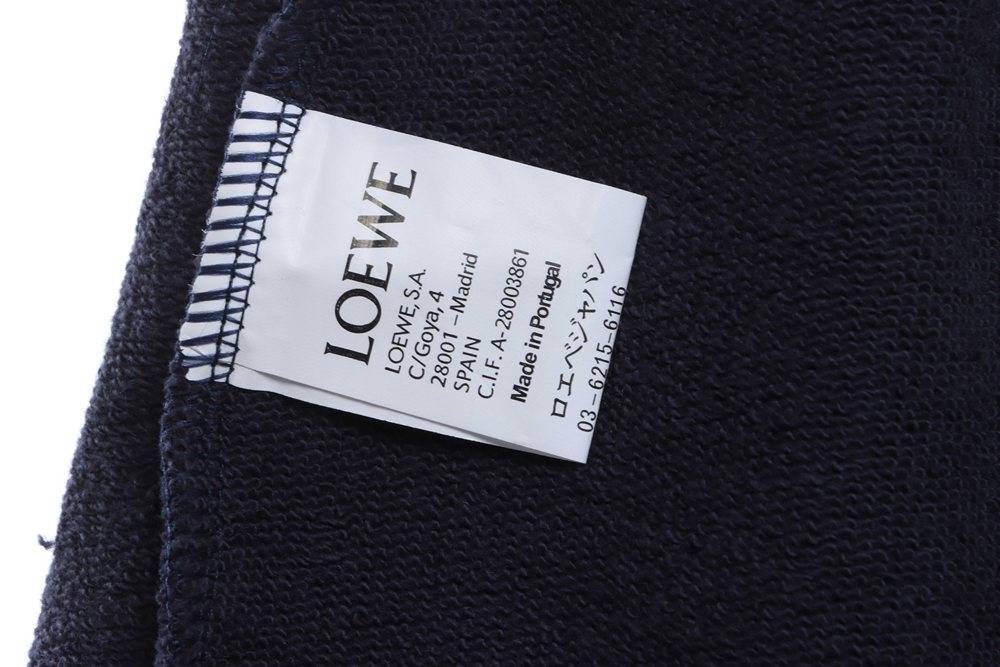 LOEWE
LOEWE, S.A.
C/Goya, 4
28001 – Madrid
SPAIN
C.I.F. A-28003861
Made in Portugal
ロエベジャパン
03 – 6215 – 6116